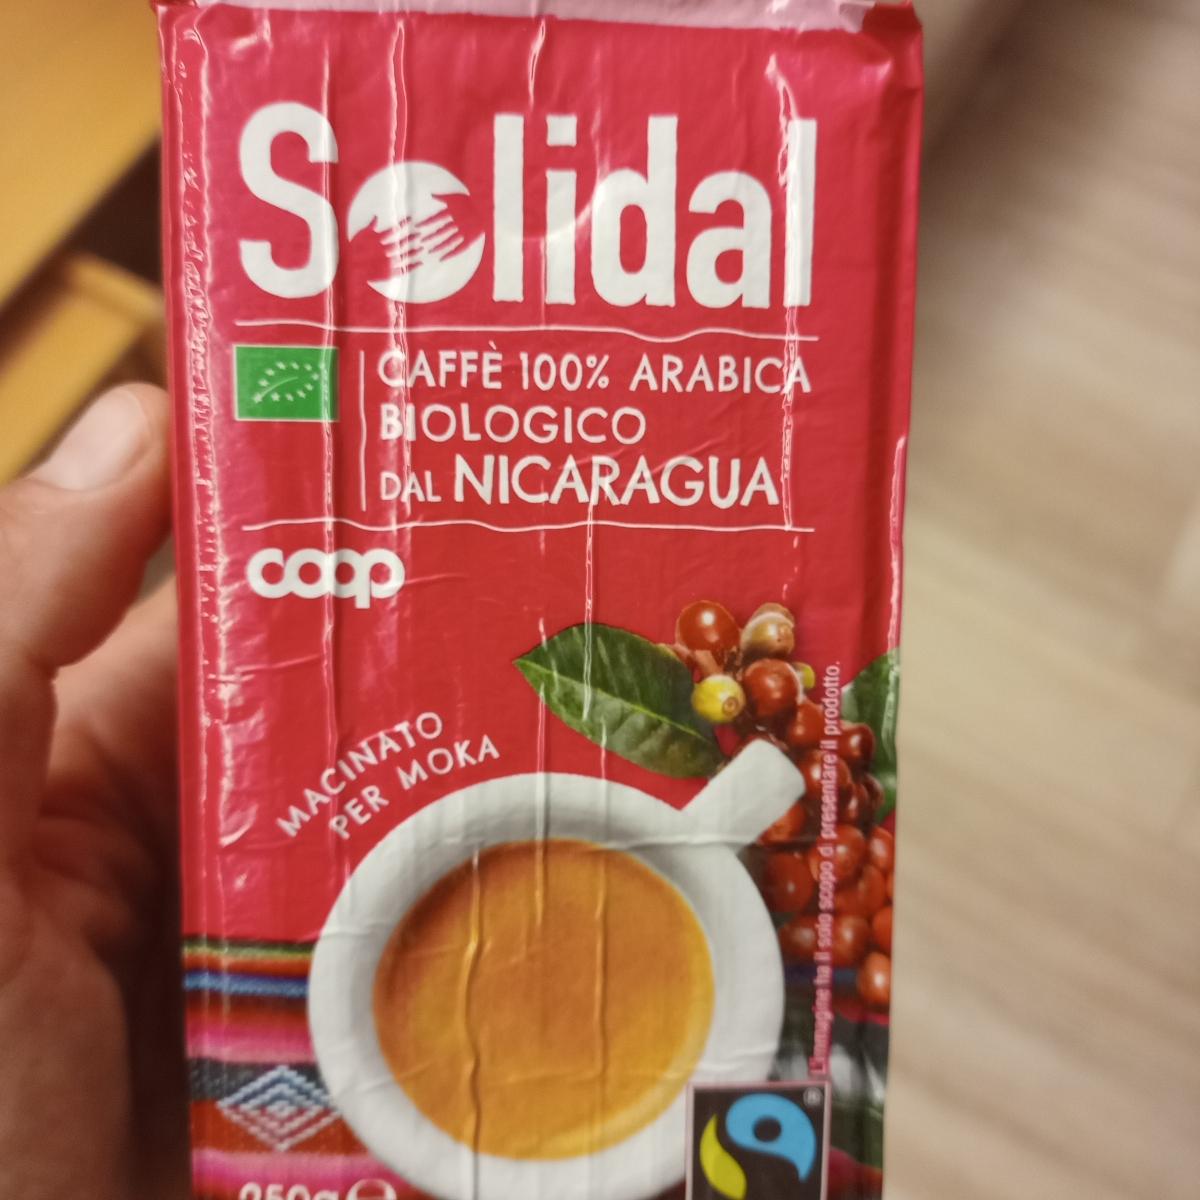 Solidal
CAFFÈ 100% ARABICA
BIOLOGICO
DAL NICARAGUA
coop
MACINATO
PER MOKA
L'immagine ha il solo scopo di presentare il prodotto.
®
250g e